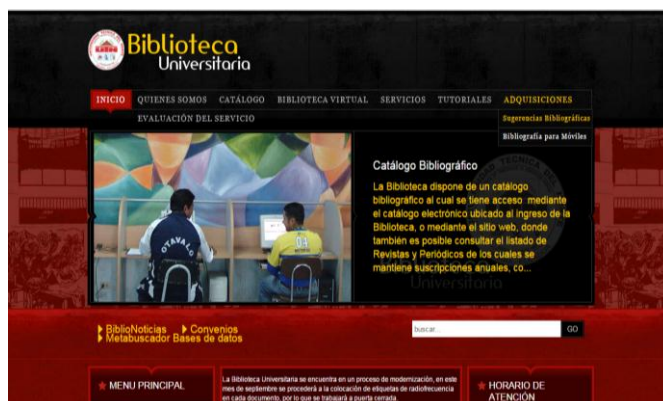 Biblioteca
Universitaria
INICIO QUIENES SOMOS CATÁLOGO BIBLIOTECA VIRTUAL SERVICIOS TUTORIALES ADQUISICIONES
EVALUACIÓN DEL SERVICIO
Sugerencias Bibliográficas
Bibliografía para Móviles
OTAVALO
03
Catálogo Bibliográfico
La Biblioteca dispone de un catálogo
bibliográfico al cual se tiene acceso mediante
el catálogo electrónico ubicado al ingreso de la
Biblioteca, o mediante el sitio web, donde
también es posible consultar el listado de
Revistas y Periódicos de los cuales se
mantiene suscripciones anuales, co...
Universitaria
BiblioNoticias Convenios
Metabuscador Bases de datos
buscar...
GO
MENU PRINCIPAL
La Biblioteca Universitaria se encuentra en un proceso de modernización, en este
mes de septiembre se procederá a la colocación de etiquetas de radiofrecuencia
en cada documento, por lo que se trabajará a puerta cerrada.
HORARIO DE
ATENCIÓN